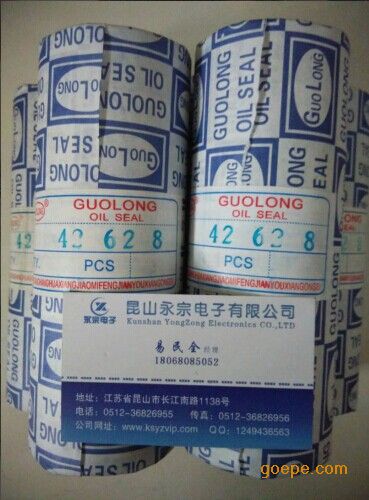 GUOLONG
OIL SEAL
GUOLONG
OIL SEAL
GUOLONG
OIL SEAL
42 62 8
PCS
GUOLONG
OIL SEAL
42 62 8
PCS
永宗电子
昆山永宗电子有限公司
Kunshan YongZong Electronics CO.,LTD
易民全 经理
18068085052
地址：江苏省昆山市长江南路1138号
电话：0512-36826955 传真：0512-36826956
公司网址：www.ksyzvip.com QQ：1249436563
goepe.com